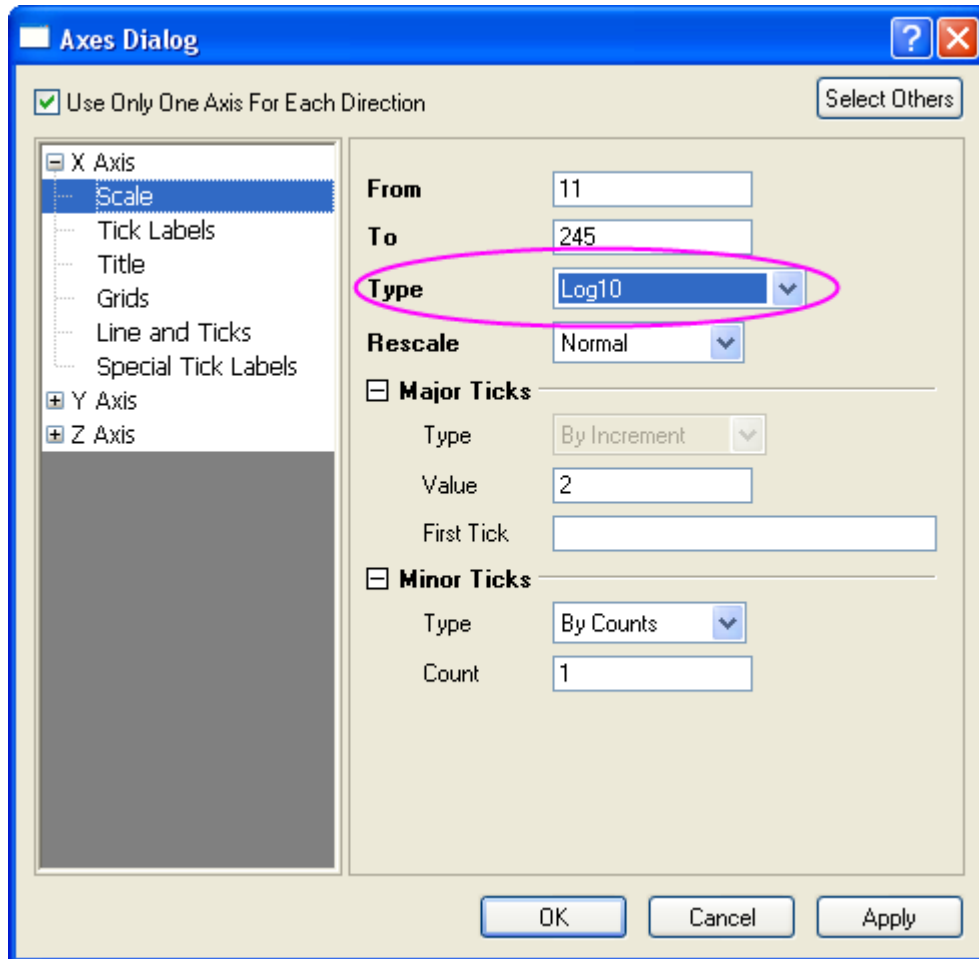 Axes Dialog
Use Only One Axis For Each Direction
Select Others
X Axis
Scale
Tick Labels
Title
Grids
Line and Ticks
Special Tick Labels
Y Axis
Z Axis
From 11
To 245
Type Log10
Rescale Normal
Major Ticks
Type By Increment
Value 2
First Tick
Minor Ticks
Type By Counts
Count 1
OK Cancel Apply